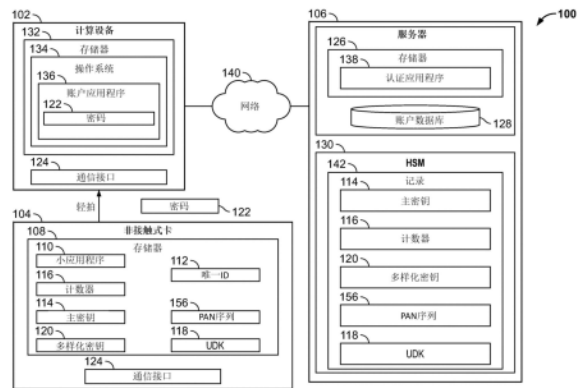 100
102
计算设备
132
存储器
134
操作系统
136
账户应用程序
122
密码
124
通信接口
140
网络
106
服务器
126
存储器
138
认证应用程序
账户数据库
128
130
HSM
142
记录
114
主密钥
116
计数器
120
多样化密钥
156
PAN序列
118
UDK
轻拍
密码
122
104
非接触式卡
108
存储器
110
小应用程序
112
唯一ID
116
计数器
114
主密钥
156
PAN序列
120
多样化密钥
118
UDK
124
通信接口